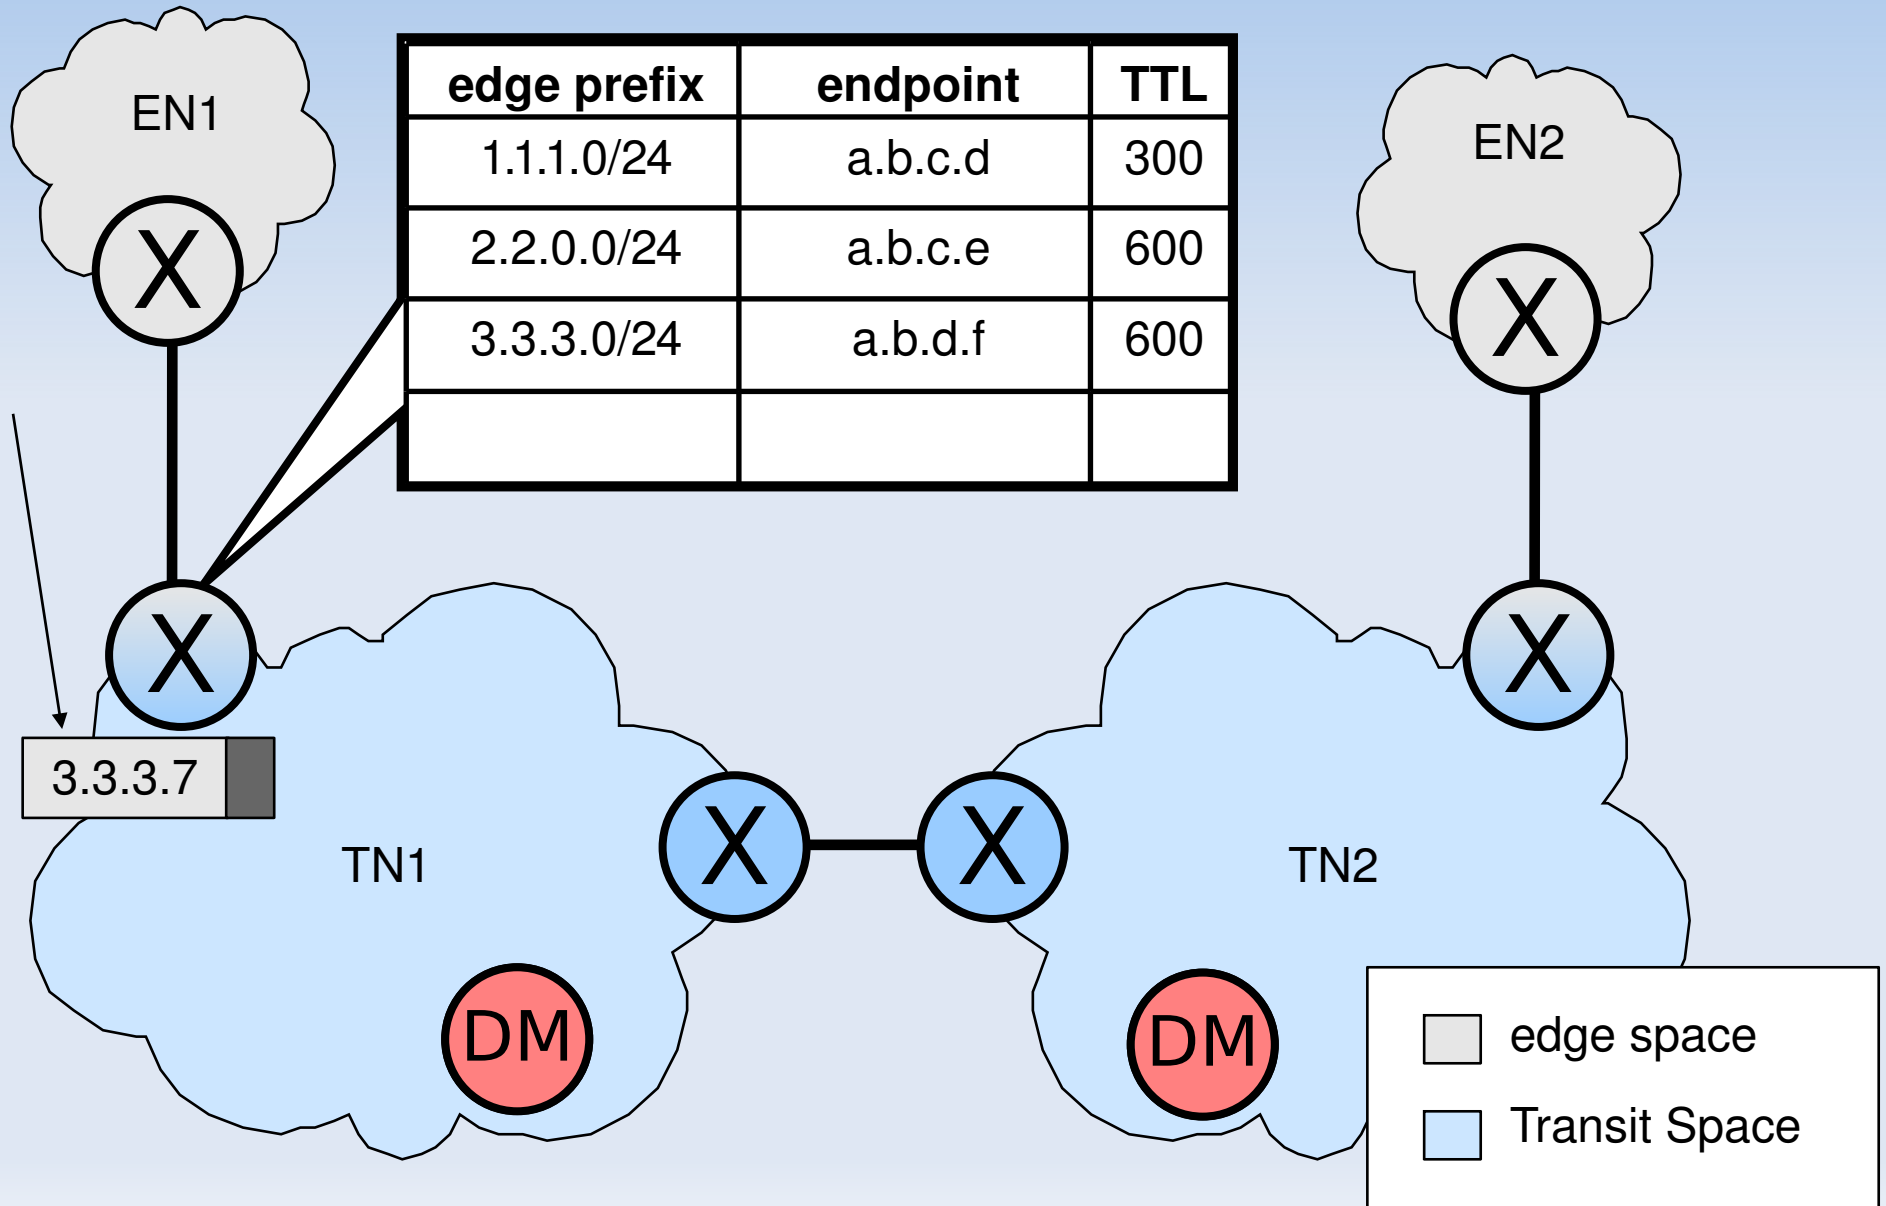 EN1
edge prefix endpoint TTL
1.1.1.0/24 a.b.c.d 300
2.2.0.0/24 a.b.c.e 600
3.3.3.0/24 a.b.d.f 600
EN2
X
X
X
X
3.3.3.7
X
X
TN1
TN2
DM
DM
edge space
Transit Space